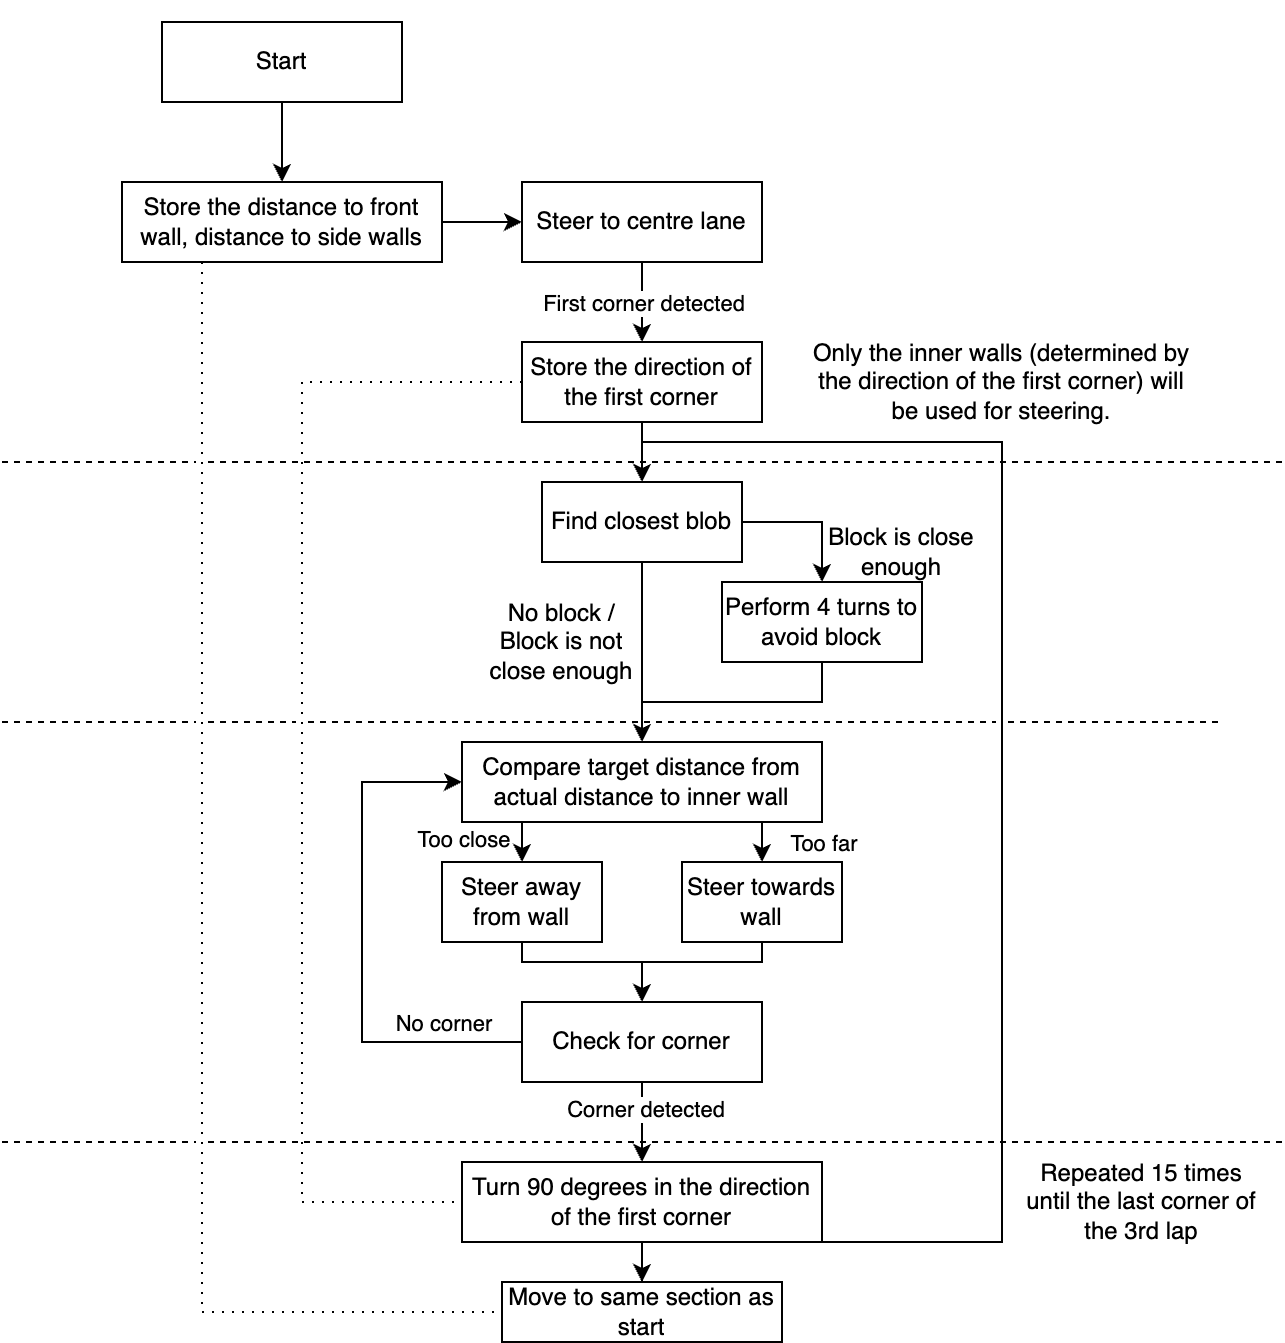 Start
Store the distance to front
wall, distance to side walls
Steer to centre lane
First corner detected
Store the direction of
the first corner
Only the inner walls (determined by
the direction of the first corner) will
be used for steering.
Find closest blob
Block is close
enough
No block /
Block is not
close enough
Perform 4 turns to
avoid block
Compare target distance from
actual distance to inner wall
Too close
Too far
Steer away
from wall
Steer towards
wall
No corner
Check for corner
Corner detected
Turn 90 degrees in the direction
of the first corner
Repeated 15 times
until the last corner of
the 3rd lap
Move to same section as
start